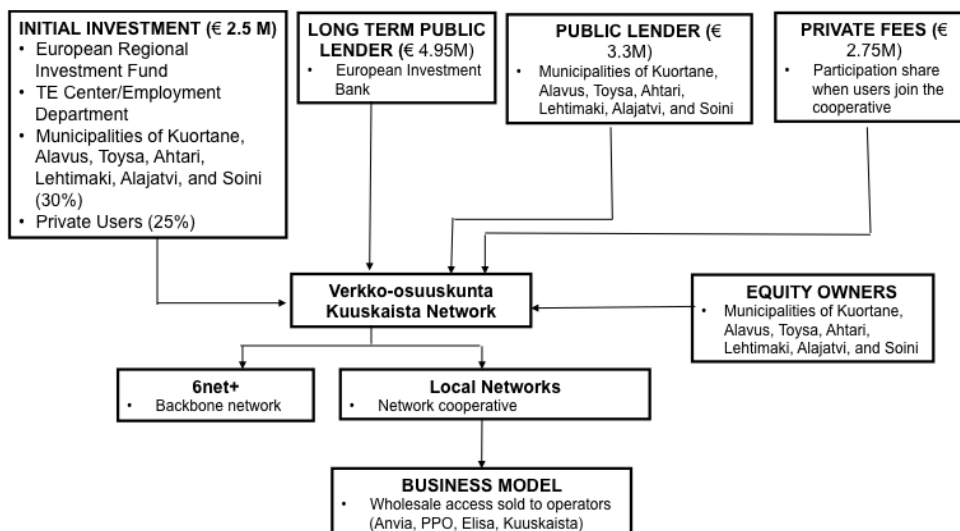 INITIAL INVESTMENT (€ 2.5 M)
• European Regional
Investment Fund
• TE Center/Employment
Department
• Municipalities of Kuortane,
Alavus, Toysa, Ahtari,
Lehtimaki, Alajatvi, and Soini
(30%)
• Private Users (25%)
LONG TERM PUBLIC
LENDER (€ 4.95M)
• European Investment
Bank
PUBLIC LENDER (€
3.3M)
• Municipalities of Kuortane,
Alavus, Toysa, Ahtari,
Lehtimaki, Alajatvi, and Soini
PRIVATE FEES (€
2.75M)
• Participation share
when users join the
cooperative
Verkko-osuuskunta
Kuuskaista Network
EQUITY OWNERS
• Municipalities of Kuortane,
Alavus, Toysa, Ahtari,
Lehtimaki, Alajatvi, and Soini
6net+
• Backbone network
Local Networks
• Network cooperative
BUSINESS MODEL
• Wholesale access sold to operators
(Anvia, PPO, Elisa, Kuuskaista)